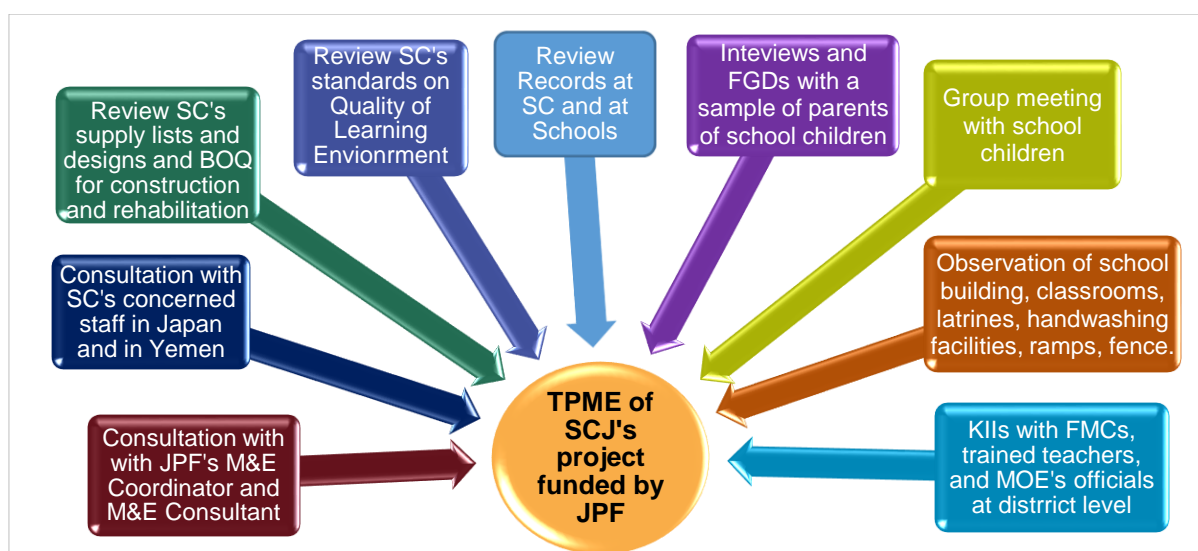 Review SC's
supply lists and
designs and BOQ
for construction
and rehabilitation
Review SC's
standards on
Quality of
Learning
Envionrment
Review
Records at
SC and at
Schools
Inteviews and
FGDs with a
sample of parents
of school children
Group meeting
with school
children
Consultation with
SC's concerned
staff in Japan
and in Yemen
Observation of school
building, classrooms,
latrines, handwashing
facilities, ramps, fence.
Consultation with
with JPF's M&E
Coordinator and
M&E Consultant
TPME of
SCJ's
project
funded by
JPF
KIIs with FMCs,
trained teachers,
and MOE's officials
at distrrict level